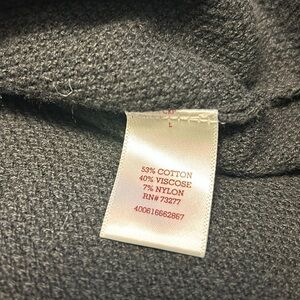 L
53% COTTON
40% VISCOSE
7% NYLON
RN# 73277
400616662867